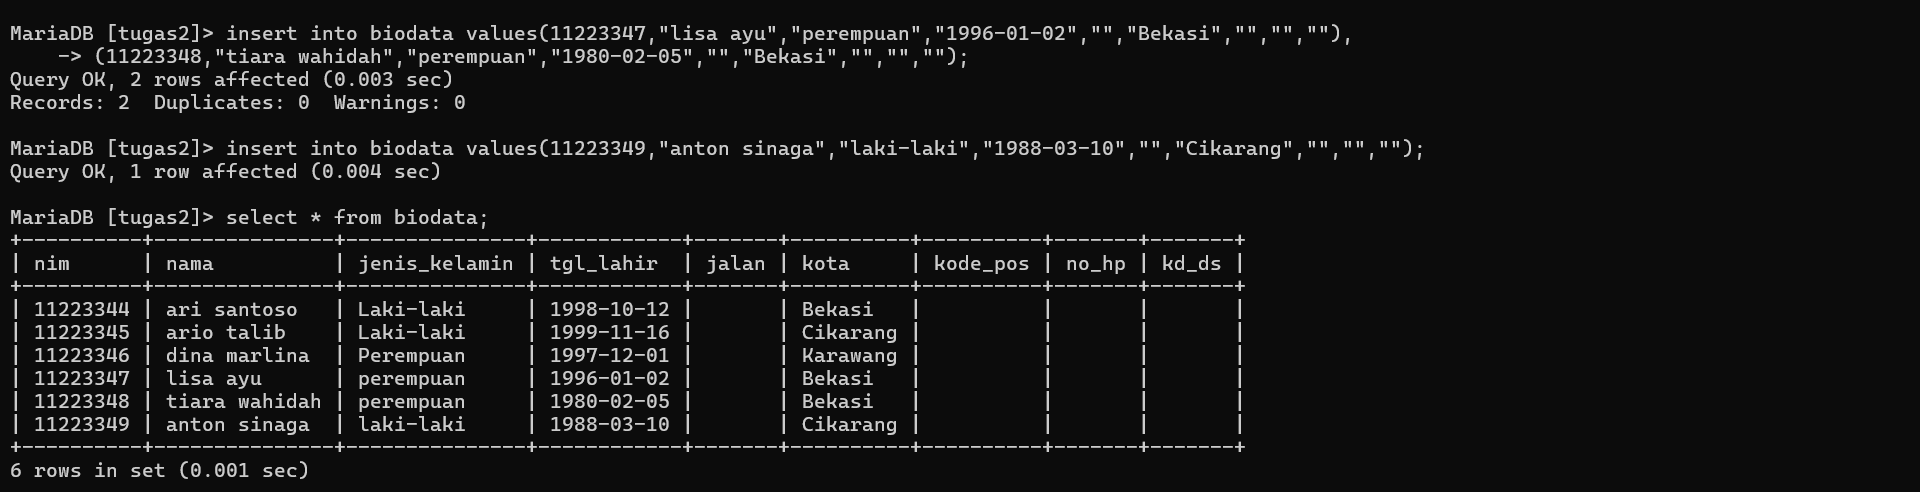 MariaDB [tugas2]> insert into biodata values(11223347,"lisa ayu","perempuan","1996-01-02","","Bekasi","","",""),
    -> (11223348,"tiara wahidah","perempuan","1980-02-05","","Bekasi","","","");
Query OK, 2 rows affected (0.003 sec)
Records: 2  Duplicates: 0  Warnings: 0

MariaDB [tugas2]> insert into biodata values(11223349,"anton sinaga","laki-laki","1988-03-10","","Cikarang","","","");
Query OK, 1 row affected (0.004 sec)

MariaDB [tugas2]> select * from biodata;
+----------+---------------+---------------+------------+-------+----------+----------+-------+-------+
| nim      | nama          | jenis_kelamin | tgl_lahir  | jalan | kota     | kode_pos | no_hp | kd_ds |
+----------+---------------+---------------+------------+-------+----------+----------+-------+-------+
| 11223344 | ari santoso   | Laki-laki     | 1998-10-12 |       | Bekasi   |          |       |       |
| 11223345 | ario talib    | Laki-laki     | 1999-11-16 |       | Cikarang |          |       |       |
| 11223346 | dina marlina  | Perempuan     | 1997-12-01 |       | Karawang |          |       |       |
| 11223347 | lisa ayu      | perempuan     | 1996-01-02 |       | Bekasi   |          |       |       |
| 11223348 | tiara wahidah | perempuan     | 1980-02-05 |       | Bekasi   |          |       |       |
| 11223349 | anton sinaga  | laki-laki     | 1988-03-10 |       | Cikarang |          |       |       |
+----------+---------------+---------------+------------+-------+----------+----------+-------+-------+
6 rows in set (0.001 sec)